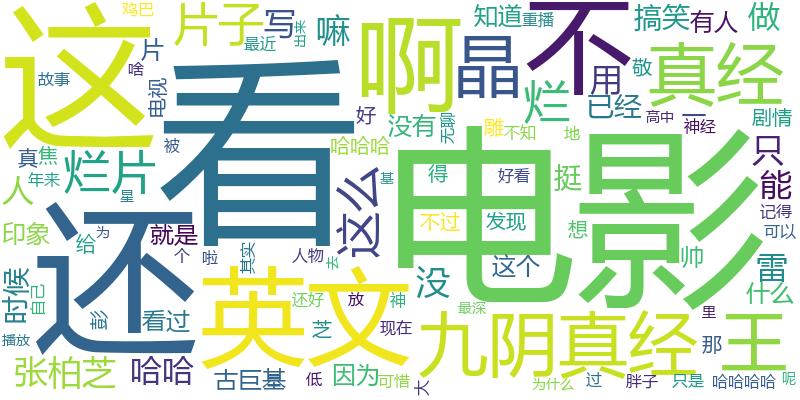 鸡巴
片子
写
出来
嘛
知道
重播
搞笑
有人
做
这
片
最近
啊
晶
不
真经
故事
啥
电视
看
烂
用
敬
已经
一
高中
神经
剧情
好
没有
无聊
雕
不知
地
真
焦
烂片
被
哈哈哈
电影
只
能
人
年来
星
还
这么
得
基
挺
好看
印象
给
为
就是
不过
发现
想
记得
可以
个
啦
其实
人物
去
这个
帅
雷
时候
自己
彭
看过
英文
没
什么
还好
放
神
芝
现在
最深
九阴真经
里
那
王
播放
张柏芝
哈哈
古巨基
低
因为
可惜
太
为什么
过
胖子
只是
哈哈哈哈
呢